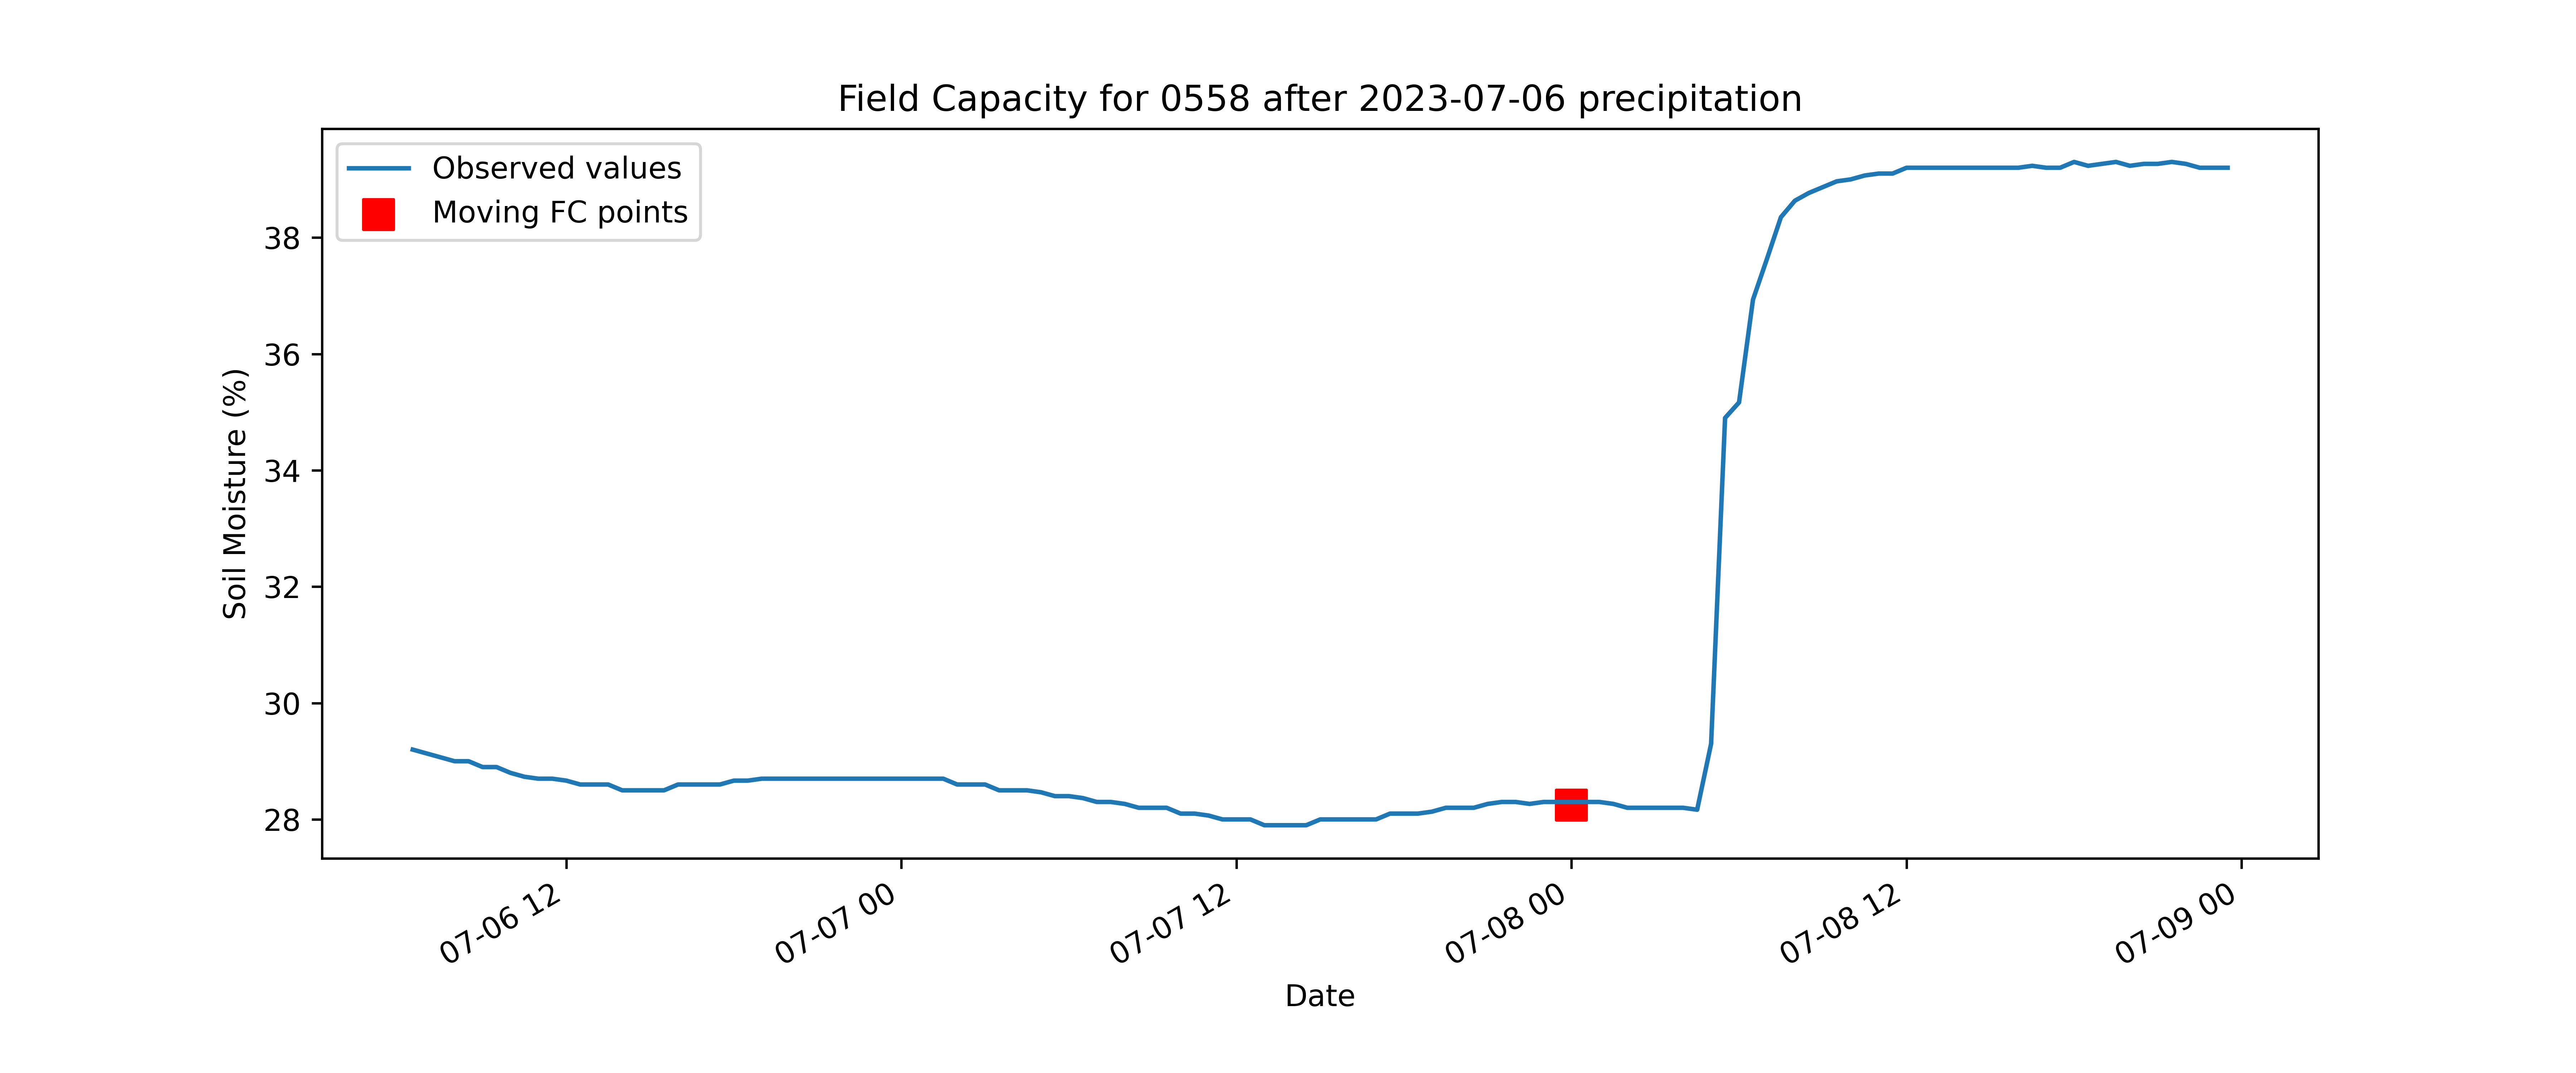 Field Capacity for 0558 after 2023-07-06 precipitation
Observed values
Moving FC points
Soil Moisture (%)
38
36
34
32
30
28
07-06 12
07-07 00
07-07 12
07-08 00
07-08 12
07-09 00
Date